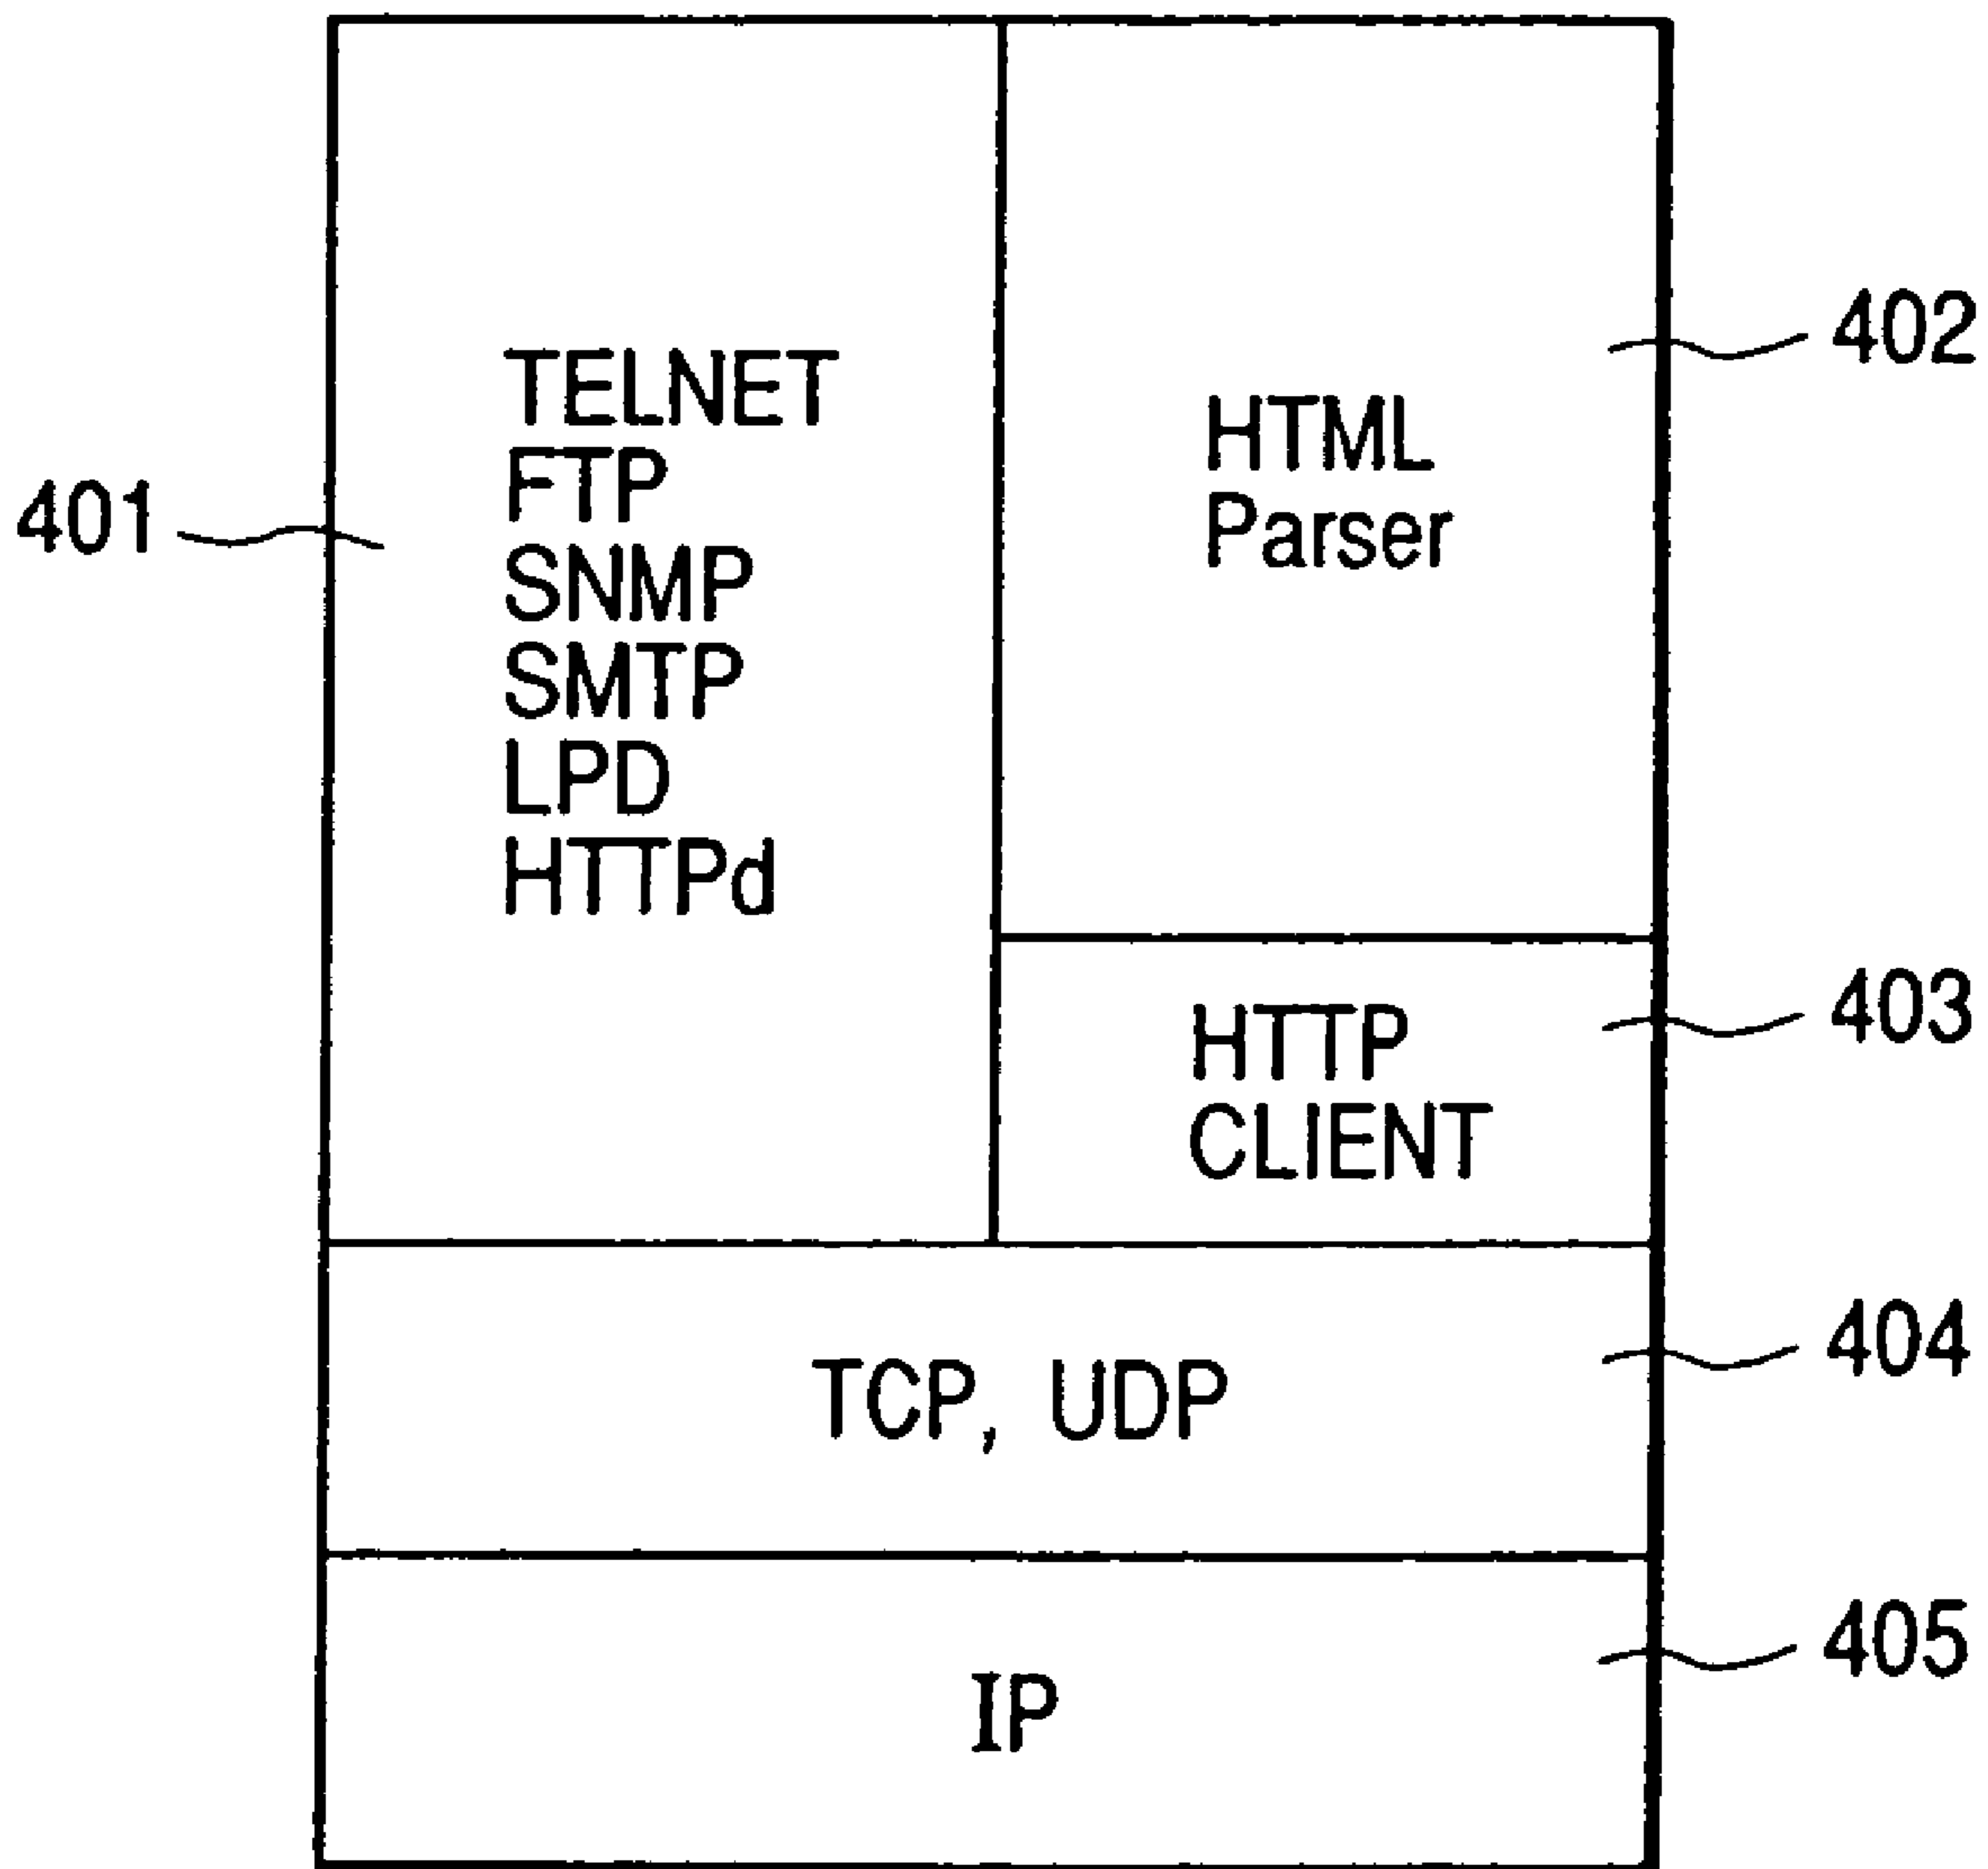 401
TELNET
FTP
SNMP
SMTP
LPD
HTTPd
HTML
Parser
402
HTTP
CLIENT
403
TCP, UDP
404
IP
405